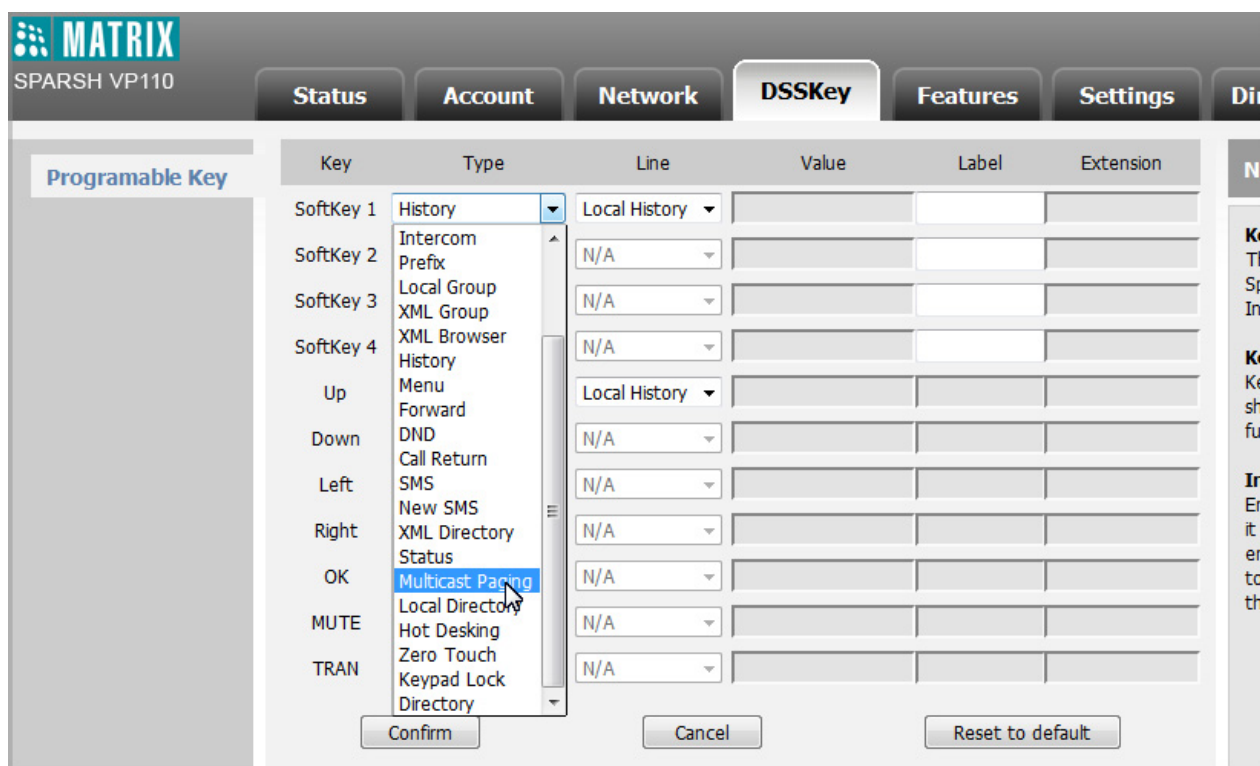 MATRIX
SPARSH VP110
Status Account Network DSSKey Features Settings
Programable Key
Key Type Line Value Label Extension
SoftKey 1 History Local History
SoftKey 2 N/A
SoftKey 3 N/A
SoftKey 4 N/A
Up Local History
Down N/A
Left N/A
Right N/A
OK N/A
MUTE N/A
TRAN N/A
Intercom
Prefix
Local Group
XML Group
XML Browser
History
Menu
Forward
DND
Call Return
SMS
New SMS
XML Directory
Status
Multicast Paging
Local Directory
Hot Desking
Zero Touch
Keypad Lock
Directory
Confirm Cancel Reset to default